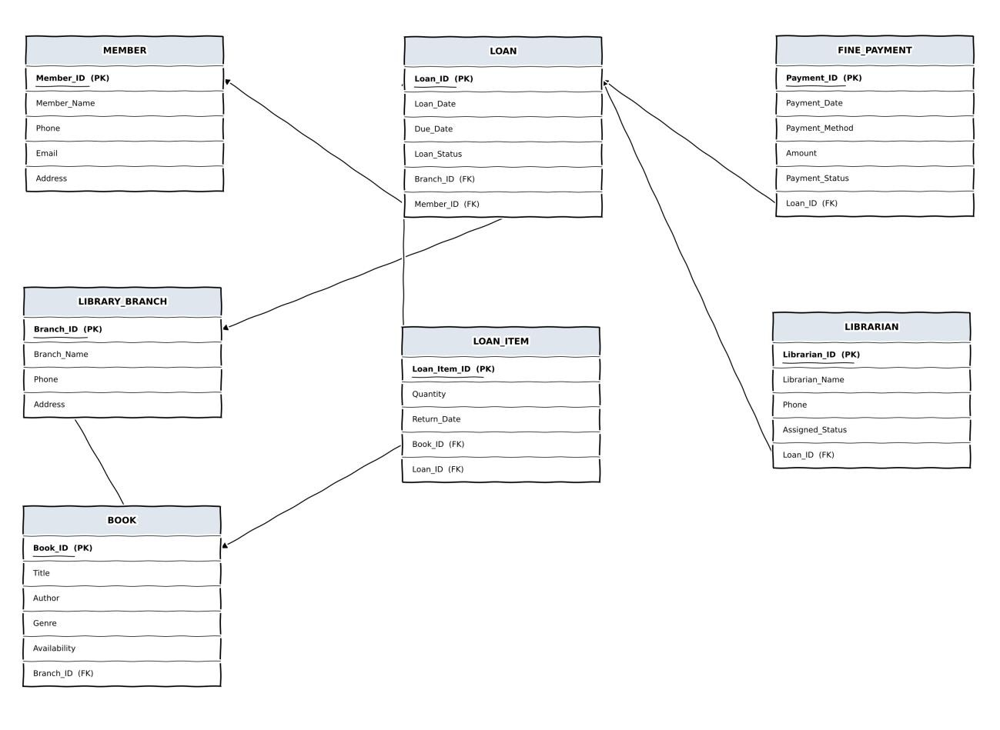 MEMBER
Member_ID (PK)
Member_Name
Phone
Email
Address
LOAN
Loan_ID (PK)
Loan_Date
Due_Date
Loan_Status
Branch_ID (FK)
Member_ID (FK)
FINE_PAYMENT
Payment_ID (PK)
Payment_Date
Payment_Method
Amount
Payment_Status
Loan_ID (FK)
LIBRARY_BRANCH
Branch_ID (PK)
Branch_Name
Phone
Address
LOAN_ITEM
Loan_Item_ID (PK)
Quantity
Return_Date
Book_ID (FK)
Loan_ID (FK)
LIBRARIAN
Librarian_ID (PK)
Librarian_Name
Phone
Assigned_Status
Loan_ID (FK)
BOOK
Book_ID (PK)
Title
Author
Genre
Availability
Branch_ID (FK)